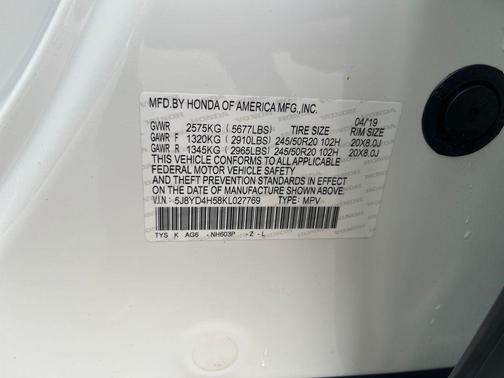 MFD.BY HONDA OF AMERICA MFG.,INC.
04/19
GVWR 2575KG (5677LBS) TIRE SIZE RIM SIZE
GAWR F 1320KG (2910LBS) 245/50R20 102H 20X8.0J
GAWR R 1345KG (2965LBS) 245/50R20 102H 20X8.0J
THIS VEHICLE CONFORMS TO ALL APPLICABLE
FEDERAL MOTOR VEHICLE SAFETY
AND THEFT PREVENTION STANDARDS IN EFFECT
ON THE DATE OF MANUFACTURE SHOWN ABOVE.
V.I.N.: 5J8YD4H58KL027769 TYPE: MPV
TYS K AG6 -NH603P -Z -L